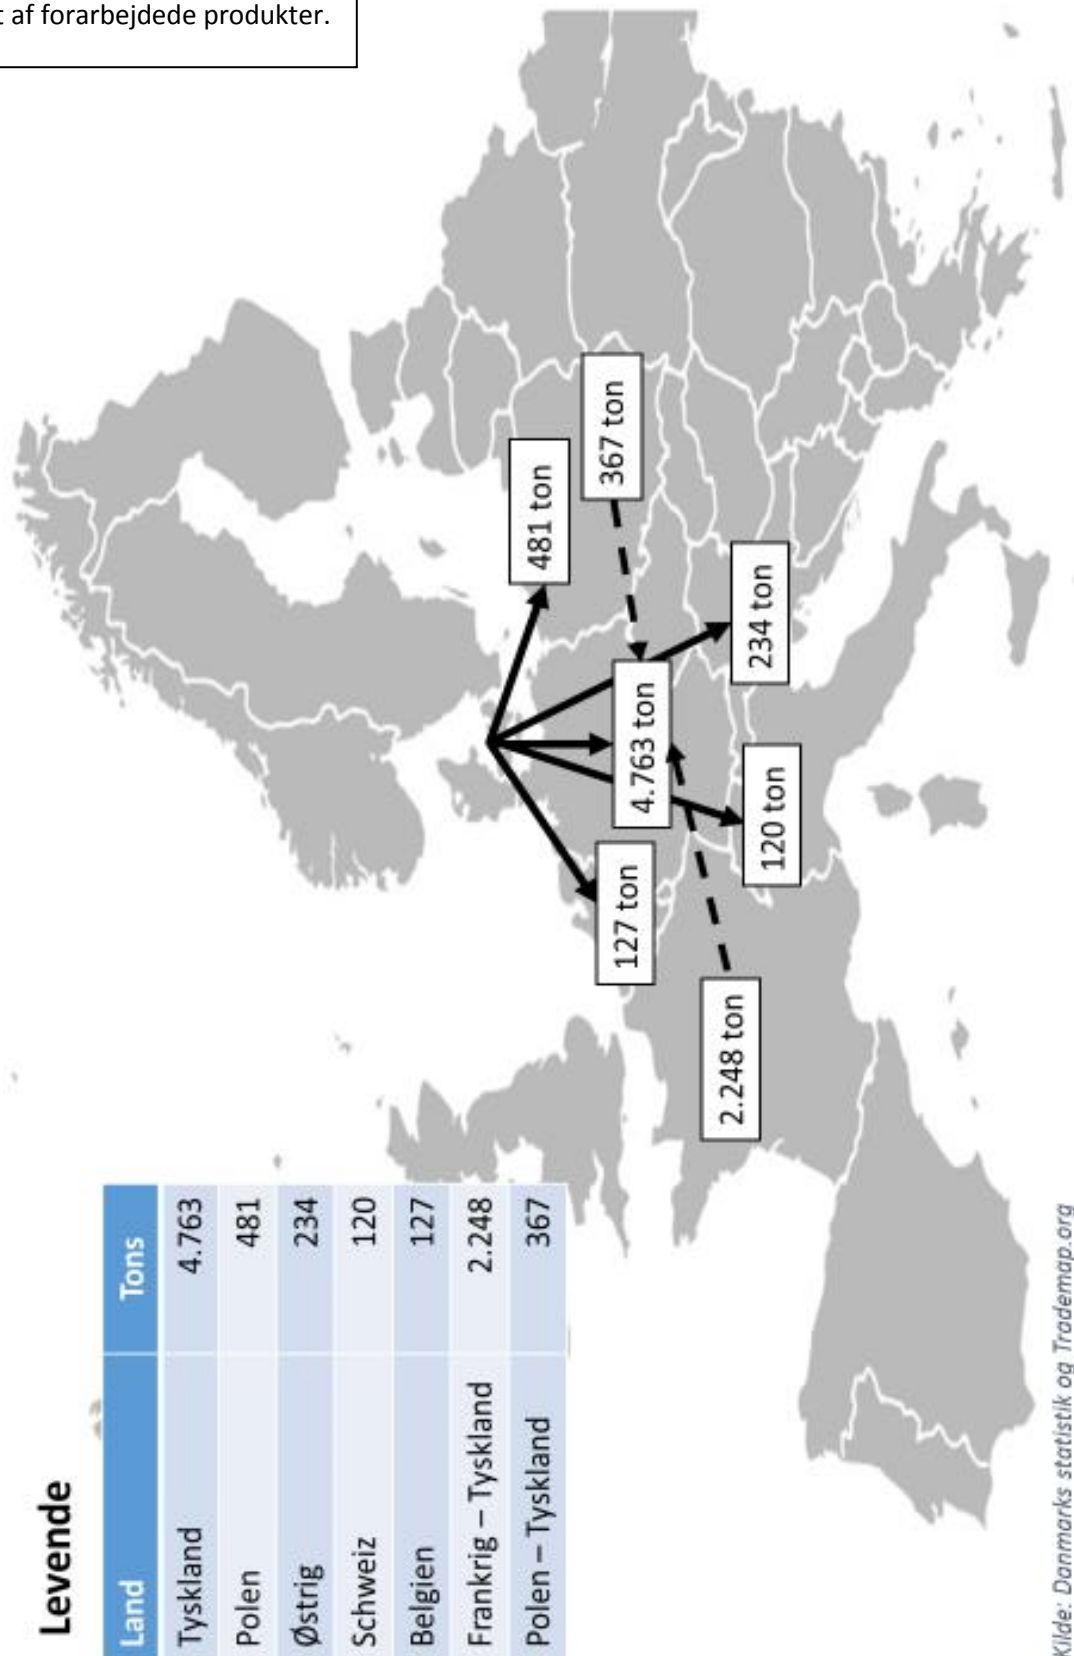 t af forarbejdede produkter.
Levende
Land Tons
Tyskland 4.763
Polen 481
Østrig 234
Schweiz 120
Belgien 127
Frankrig – Tyskland 2.248
Polen – Tyskland 367
481 ton
367 ton
127 ton
4.763 ton
234 ton
2.248 ton
120 ton
Kilde: Danmarks statistik og Trademap.org